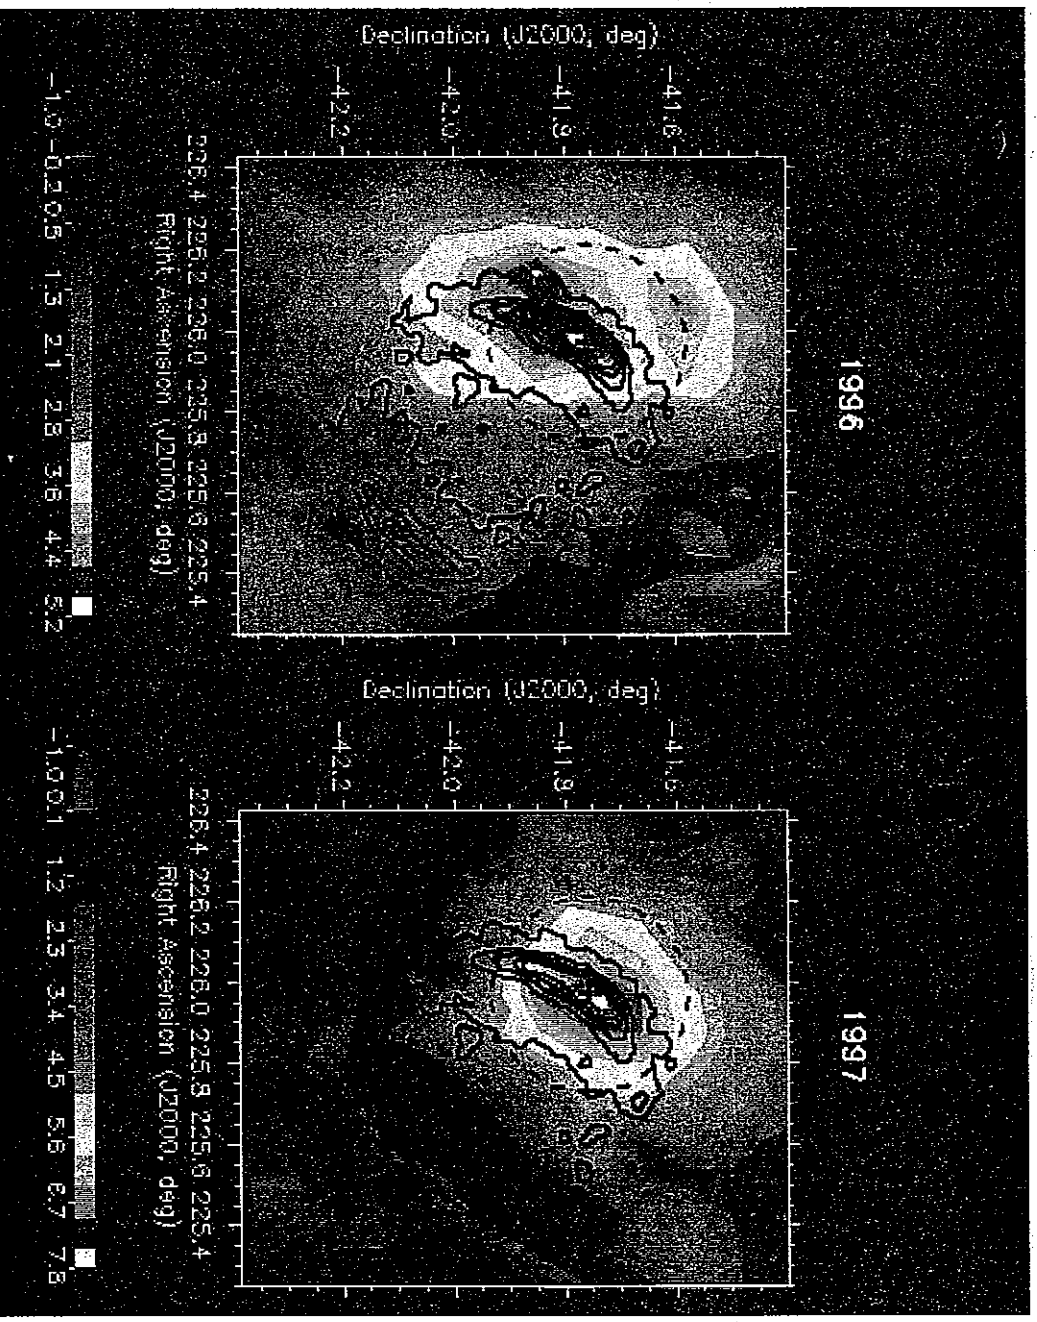 1996
Declination (J2000, deg)
-41.6
-41.8
-42.0
-42.2
226.4 226.2 226.0 225.8 225.6 225.4
Right Ascension (J2000, deg)
-1.0 -0.2 0.5 1.3 2.1 2.8 3.6 4.4 5.2
1997
Declination (J2000, deg)
-41.6
-41.8
-42.0
-42.2
226.4 226.2 226.0 225.8 225.6 225.4
Right Ascension (J2000, deg)
-1.0 0.1 1.2 2.3 3.4 4.5 5.6 6.7 7.8